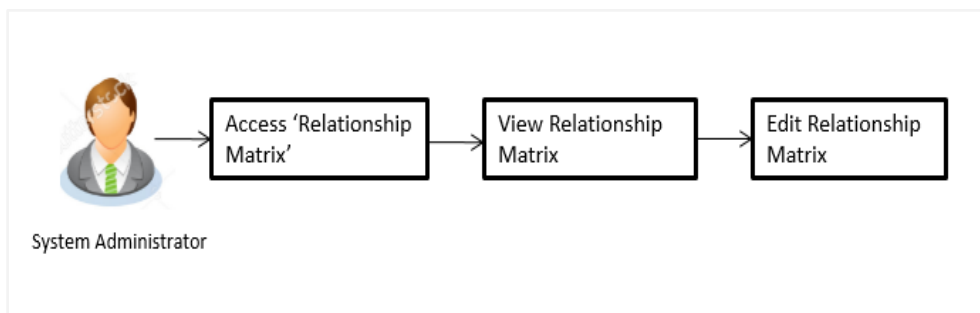 Access ‘Relationship
Matrix’
View Relationship
Matrix
Edit Relationship
Matrix
System Administrator